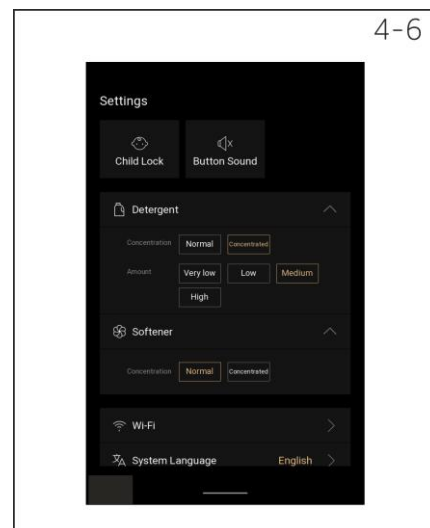 4-6
Settings
Child Lock Button Sound
Detergent
Concentration Normal Concentrated
Amount Very low Low Medium
High
Softener
Concentration Normal Concentrated
Wi-Fi
System Language English